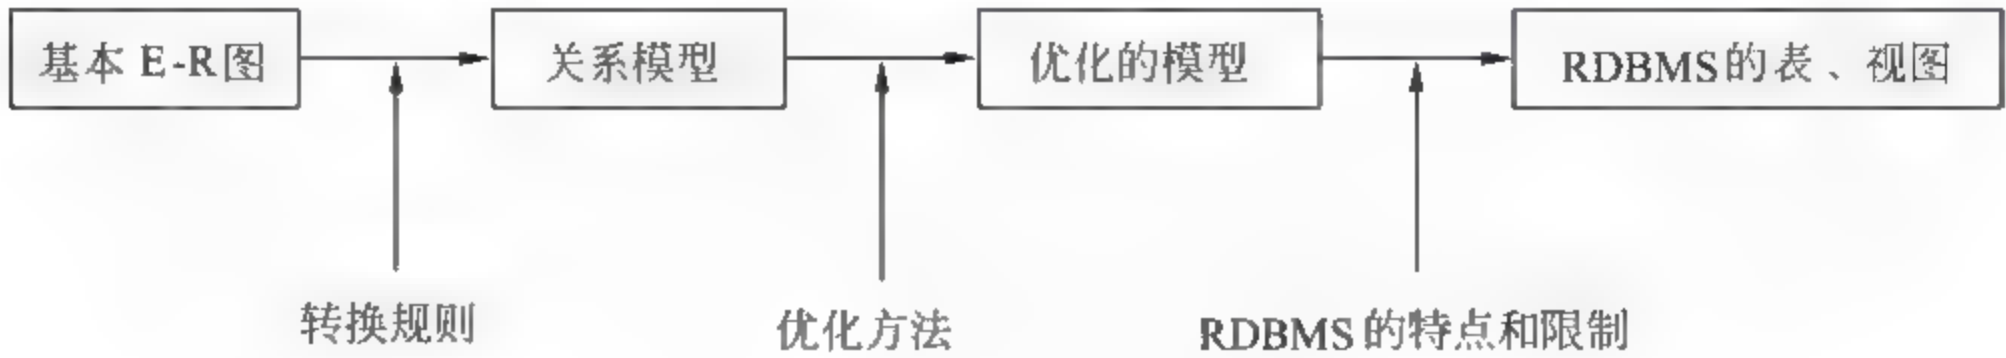 基本 E-R图
关系模型
优化的模型
RDBMS的表、视图
转换规则
优化方法
RDBMS的特点和限制